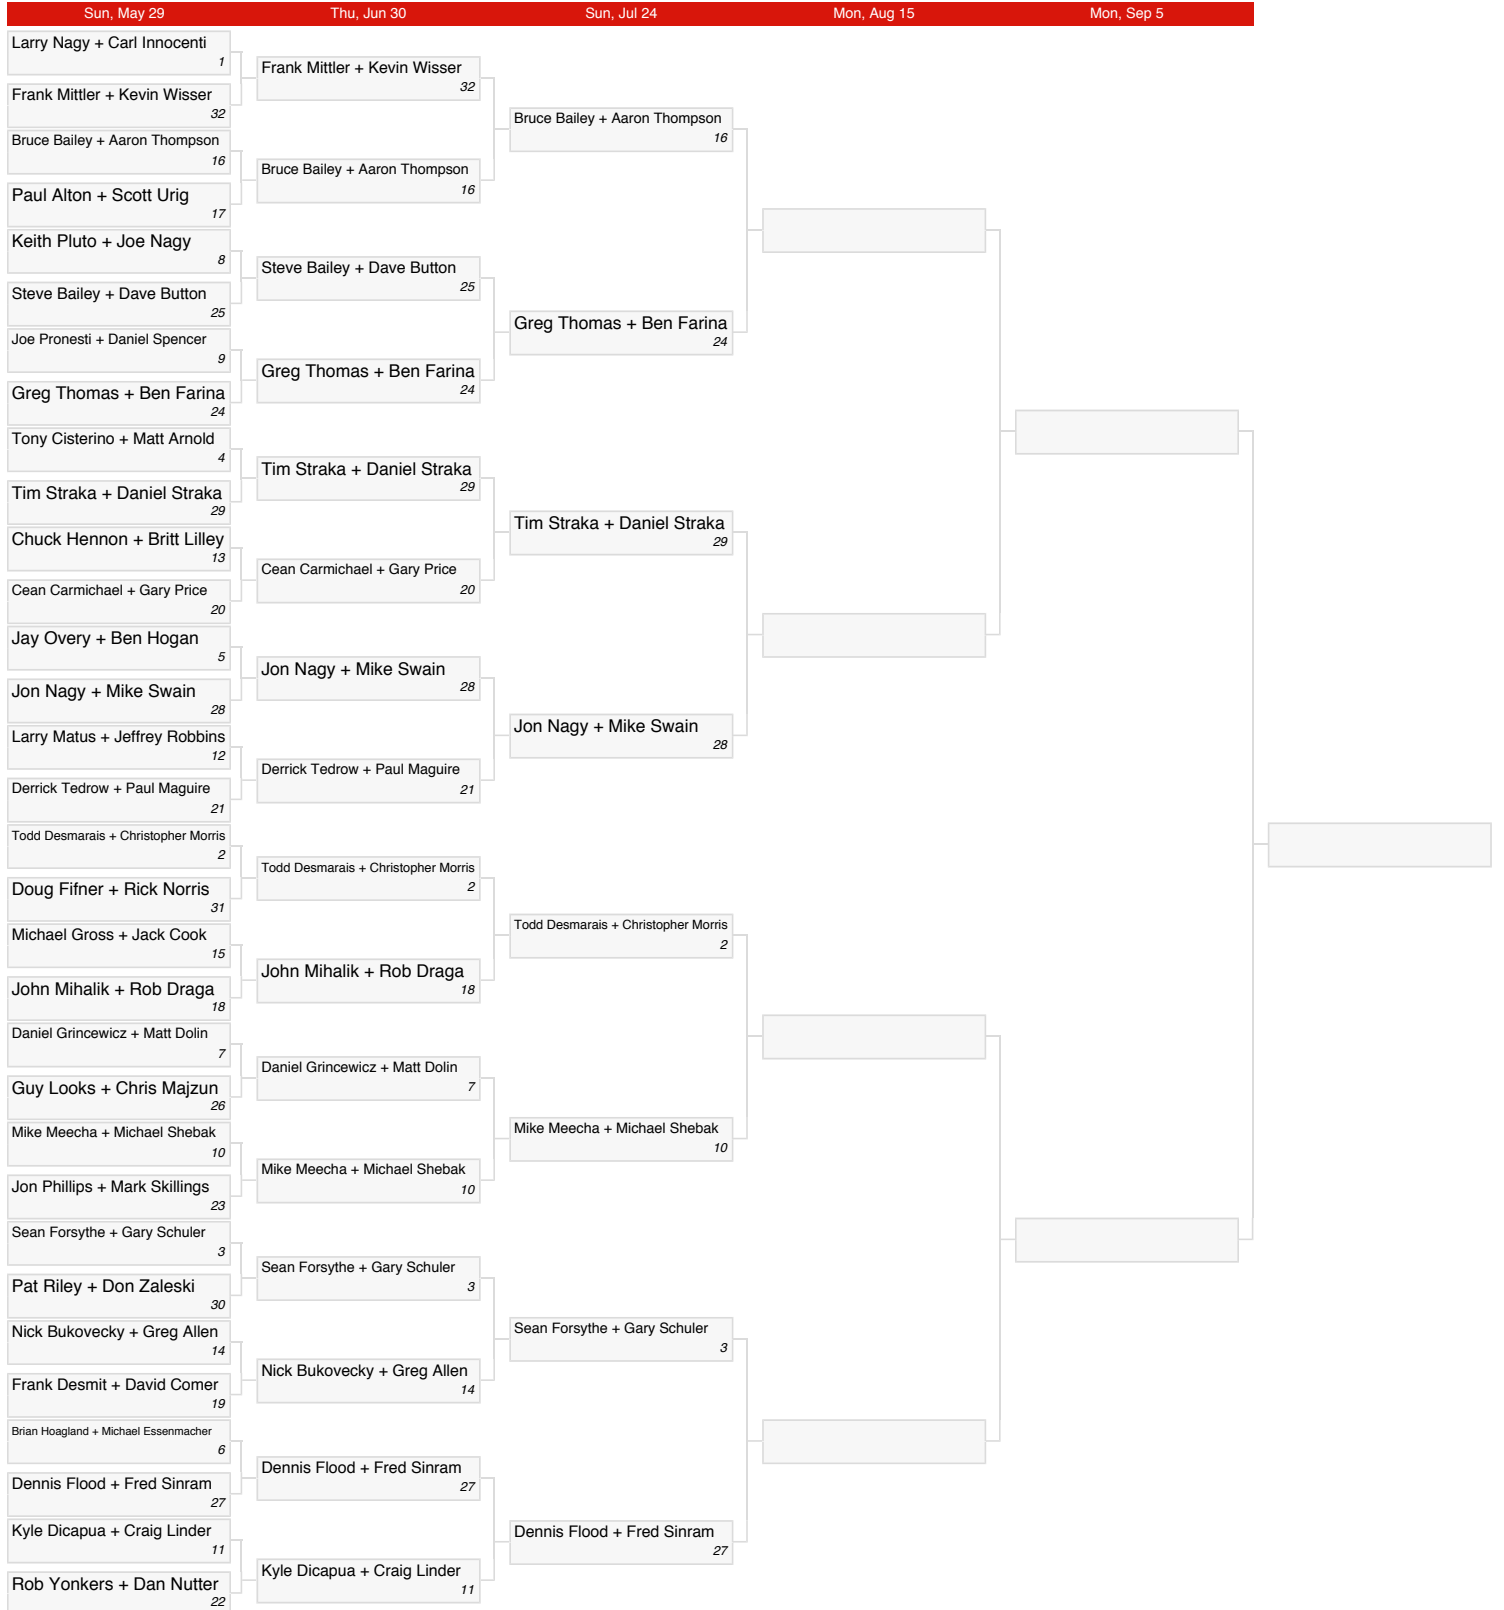 Sun, May 29
Thu, Jun 30
Sun, Jul 24
Mon, Aug 15
Mon, Sep 5
Larry Nagy + Carl Innocenti
1
Frank Mittler + Kevin Wisser
32
Bruce Bailey + Aaron Thompson
16
Paul Alton + Scott Urig
17
Keith Pluto + Joe Nagy
8
Steve Bailey + Dave Button
25
Joe Pronesti + Daniel Spencer
9
Greg Thomas + Ben Farina
24
Tony Cisterino + Matt Arnold
4
Tim Straka + Daniel Straka
29
Chuck Hennon + Britt Lilley
13
Cean Carmichael + Gary Price
20
Jay Overy + Ben Hogan
5
Jon Nagy + Mike Swain
28
Larry Matus + Jeffrey Robbins
12
Derrick Tedrow + Paul Maguire
21
Todd Desmarais + Christopher Morris
2
Doug Fifner + Rick Norris
31
Michael Gross + Jack Cook
15
John Mihalik + Rob Draga
18
Daniel Grincewicz + Matt Dolin
7
Guy Looks + Chris Majzun
26
Mike Meecha + Michael Shebak
10
Jon Phillips + Mark Skillings
23
Sean Forsythe + Gary Schuler
3
Pat Riley + Don Zaleski
30
Nick Bukovecky + Greg Allen
14
Frank Desmit + David Comer
19
Brian Hoagland + Michael Essenmacher
6
Dennis Flood + Fred Sinram
27
Kyle Dicapua + Craig Linder
11
Rob Yonkers + Dan Nutter
22
Frank Mittler + Kevin Wisser
32
Bruce Bailey + Aaron Thompson
16
Steve Bailey + Dave Button
25
Greg Thomas + Ben Farina
24
Tim Straka + Daniel Straka
29
Cean Carmichael + Gary Price
20
Jon Nagy + Mike Swain
28
Derrick Tedrow + Paul Maguire
21
Todd Desmarais + Christopher Morris
2
John Mihalik + Rob Draga
18
Daniel Grincewicz + Matt Dolin
7
Mike Meecha + Michael Shebak
10
Sean Forsythe + Gary Schuler
3
Nick Bukovecky + Greg Allen
14
Dennis Flood + Fred Sinram
27
Kyle Dicapua + Craig Linder
11
Bruce Bailey + Aaron Thompson
16
Greg Thomas + Ben Farina
24
Tim Straka + Daniel Straka
29
Jon Nagy + Mike Swain
28
Todd Desmarais + Christopher Morris
2
Mike Meecha + Michael Shebak
10
Sean Forsythe + Gary Schuler
3
Dennis Flood + Fred Sinram
27